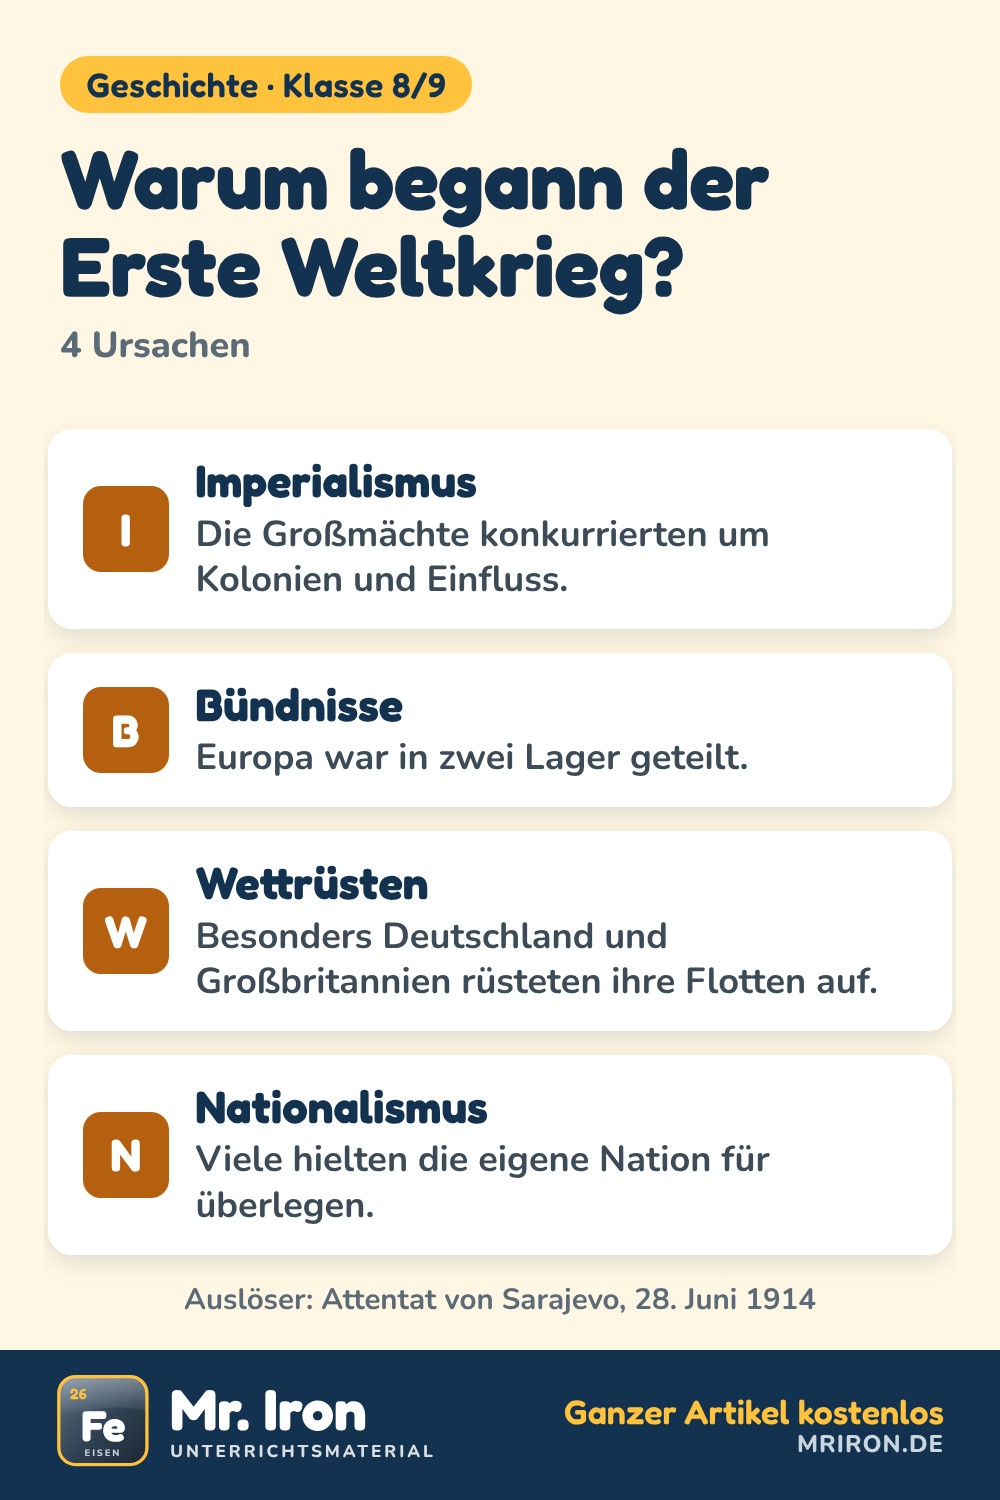 Geschichte · Klasse 8/9
Warum begann der
Erste Weltkrieg?
4 Ursachen
I
Imperialismus
Die Großmächte konkurrierten um
Kolonien und Einfluss.
B
Bündnisse
Europa war in zwei Lager geteilt.
W
Wettrüsten
Besonders Deutschland und
Großbritannien rüsteten ihre Flotten auf.
N
Nationalismus
Viele hielten die eigene Nation für
überlegen.
Auslöser: Attentat von Sarajevo, 28. Juni 1914
26
Fe
EISEN
Mr. Iron
UNTERRICHTSMATERIAL
Ganzer Artikel kostenlos
MRIRON.DE